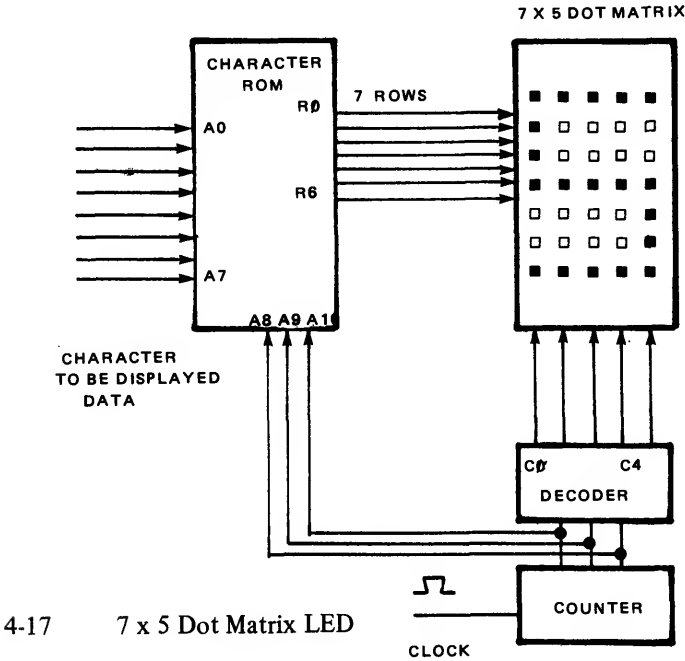 7 X 5 DOT MATRIX
CHARACTER
ROM
RØ
7 ROWS
A0
R6
A7
A8 A9 A10
CHARACTER
TO BE DISPLAYED
DATA
CØ C4
DECODER
COUNTER
4-17 7 x 5 Dot Matrix LED
CLOCK